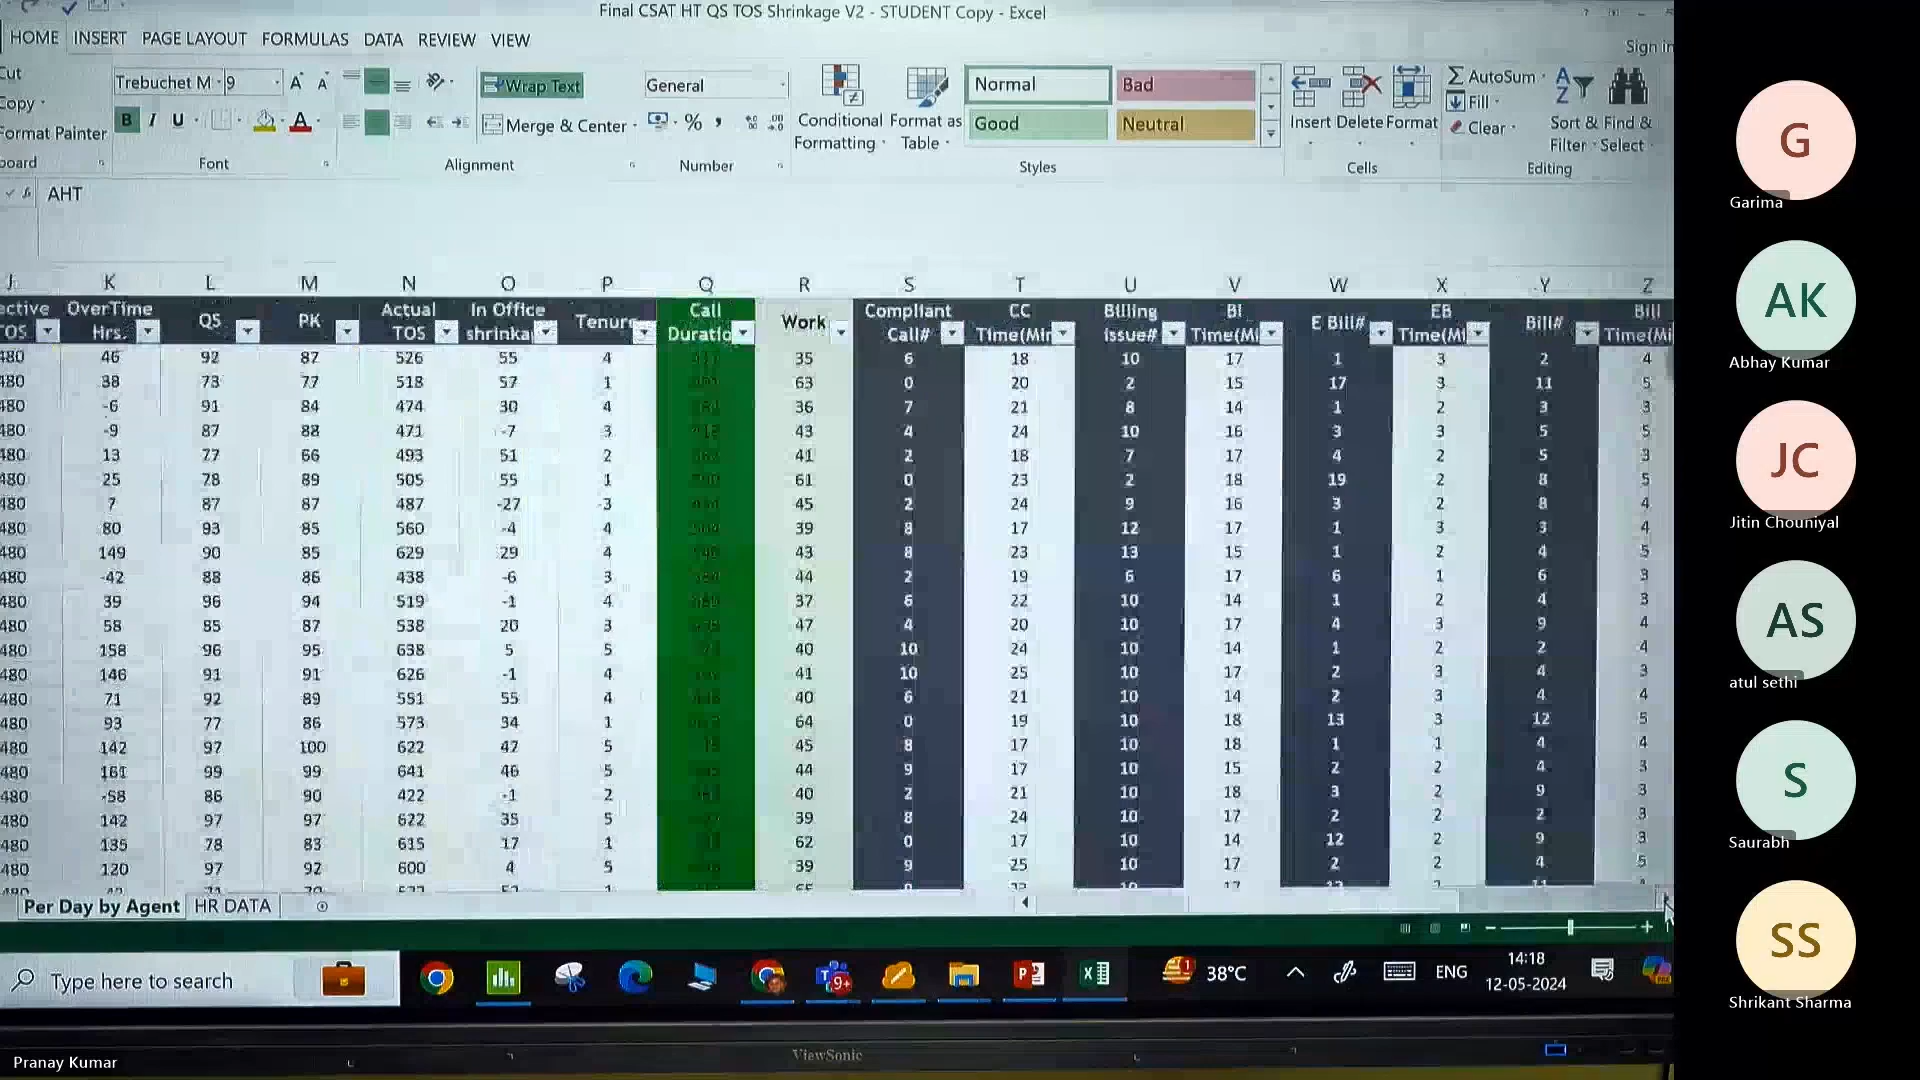 Final CSAT HT QS TOS Shrinkage V2 - STUDENT Copy - Excel
HOME INSERT PAGE LAYOUT FORMULAS DATA REVIEW VIEW
Sign in
Cut
Copy
Format Painter
board
Trebuchet M 9
B I U
Font
Wrap Text
Merge & Center
Alignment
General
%
Number
Conditional Formatting
Format as Table
Normal Bad
Good Neutral
Styles
Insert Delete Format
Cells
AutoSum
Fill
Clear
Sort & Filter
Find & Select
Editing
AHT
J K L M N O P Q R S T U V W X Y Z
ective TOS OverTime Hrs. QS PK Actual TOS In Office shrinka Tenure Call Duratio Work Compliant Call# CC Time(Min Billing issue# BI Time(Mi E Bill# EB Time(Mi Bill# Bill Time(Mi
480 46 92 87 526 55 4 35 6 18 10 17 1 3 2 4
480 38 73 77 518 57 1 63 0 20 2 15 17 3 11 5
480 -6 91 84 474 30 4 36 7 21 8 14 1 2 3 3
480 -9 87 88 471 -7 3 43 4 24 10 16 3 3 5 5
480 13 77 66 493 51 2 41 2 18 7 17 4 2 5 3
480 25 78 89 505 55 1 61 0 23 2 18 19 2 8 5
480 7 87 87 487 -27 3 45 2 24 9 16 3 2 8 4
480 80 93 85 560 -4 4 39 8 17 12 17 1 3 3 4
480 149 90 85 629 29 4 43 8 23 13 15 1 2 4 5
480 -42 88 86 438 -6 3 44 2 19 6 17 6 1 6 3
480 39 96 94 519 -1 4 37 6 22 10 14 1 2 4 3
480 58 85 87 538 20 3 47 4 20 10 17 4 3 9 4
480 158 96 95 638 5 5 40 10 24 10 14 1 2 2 4
480 146 91 91 626 -1 4 41 10 25 10 17 2 3 4 3
480 71 92 89 551 55 4 40 6 21 10 14 2 3 4 4
480 93 77 86 573 34 1 64 0 19 10 18 13 3 12 5
480 142 97 100 622 47 5 45 8 17 10 18 1 1 4 4
480 161 99 99 641 46 5 44 9 17 10 15 2 2 4 3
480 -58 86 90 422 -1 2 40 2 21 10 18 3 2 9 3
480 142 97 97 622 35 5 39 8 24 10 17 2 2 2 3
480 135 78 83 615 17 1 62 0 17 10 14 12 2 9 3
480 120 97 92 600 4 5 39 9 25 10 17 2 2 4 5
Per Day by Agent HR DATA
Type here to search
9+
1
38°C
ENG
14:18
12-05-2024
ViewSonic
Pranay Kumar
G
Garima
AK
Abhay Kumar
JC
Jitin Chouniyal
AS
atul sethi
S
Saurabh
SS
Shrikant Sharma